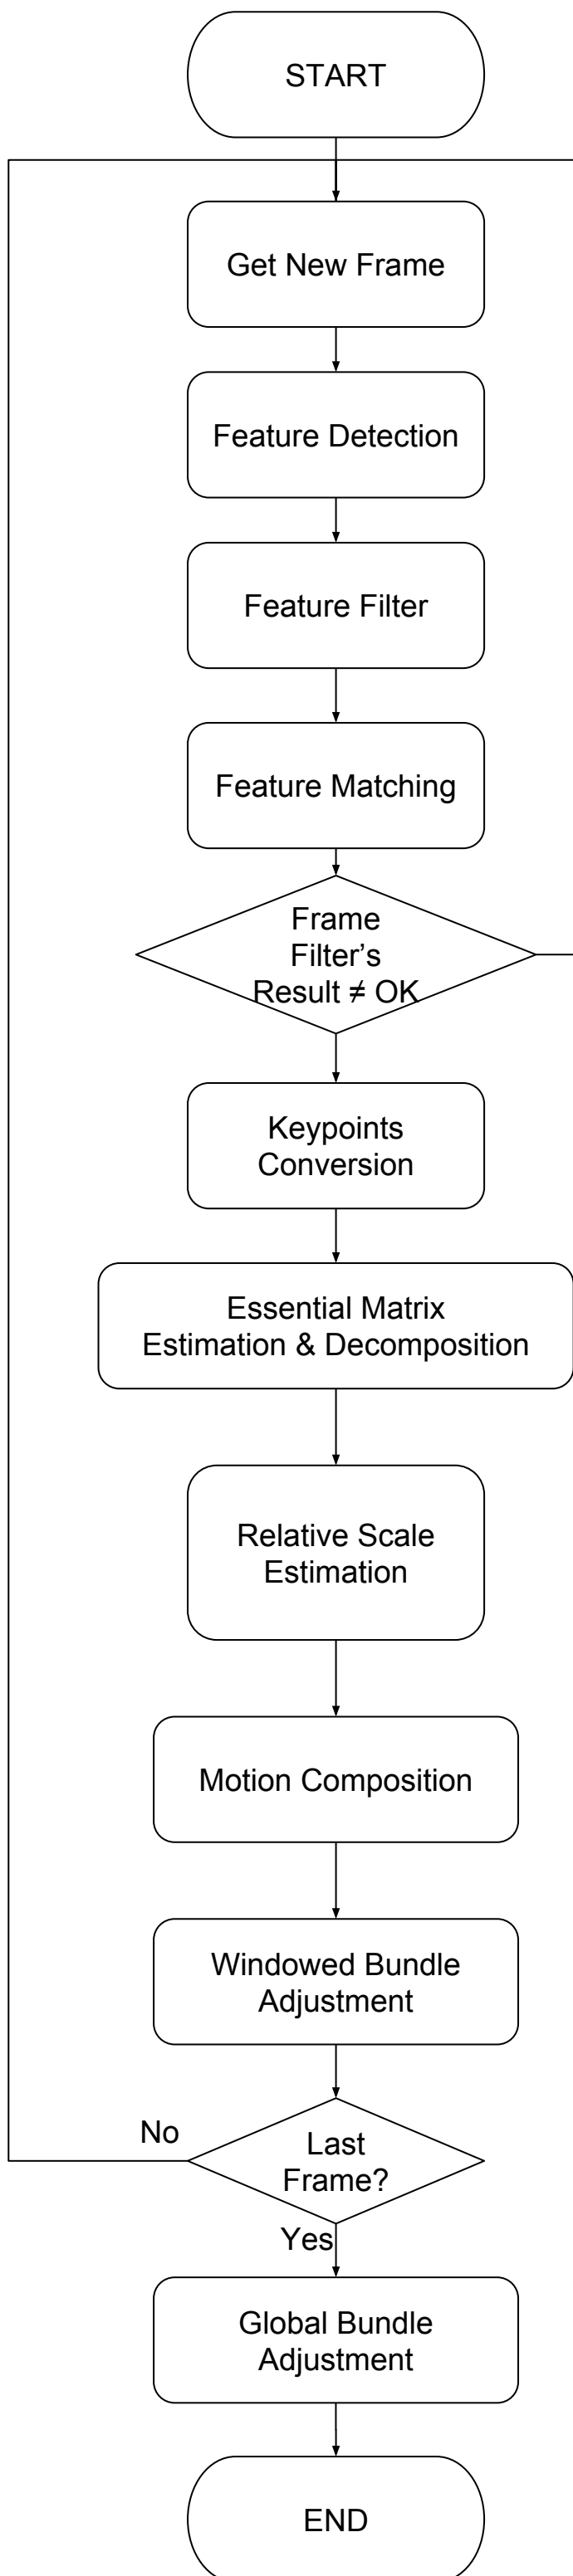 START
Get New Frame
Feature Detection
Feature Filter
Feature Matching
Frame
Filter’s
Result ≠ OK
Keypoints
Conversion
Essential Matrix
Estimation & Decomposition
Relative Scale
Estimation
Motion Composition
Windowed Bundle
Adjustment
No
Last
Frame?
Yes
Global Bundle
Adjustment
END